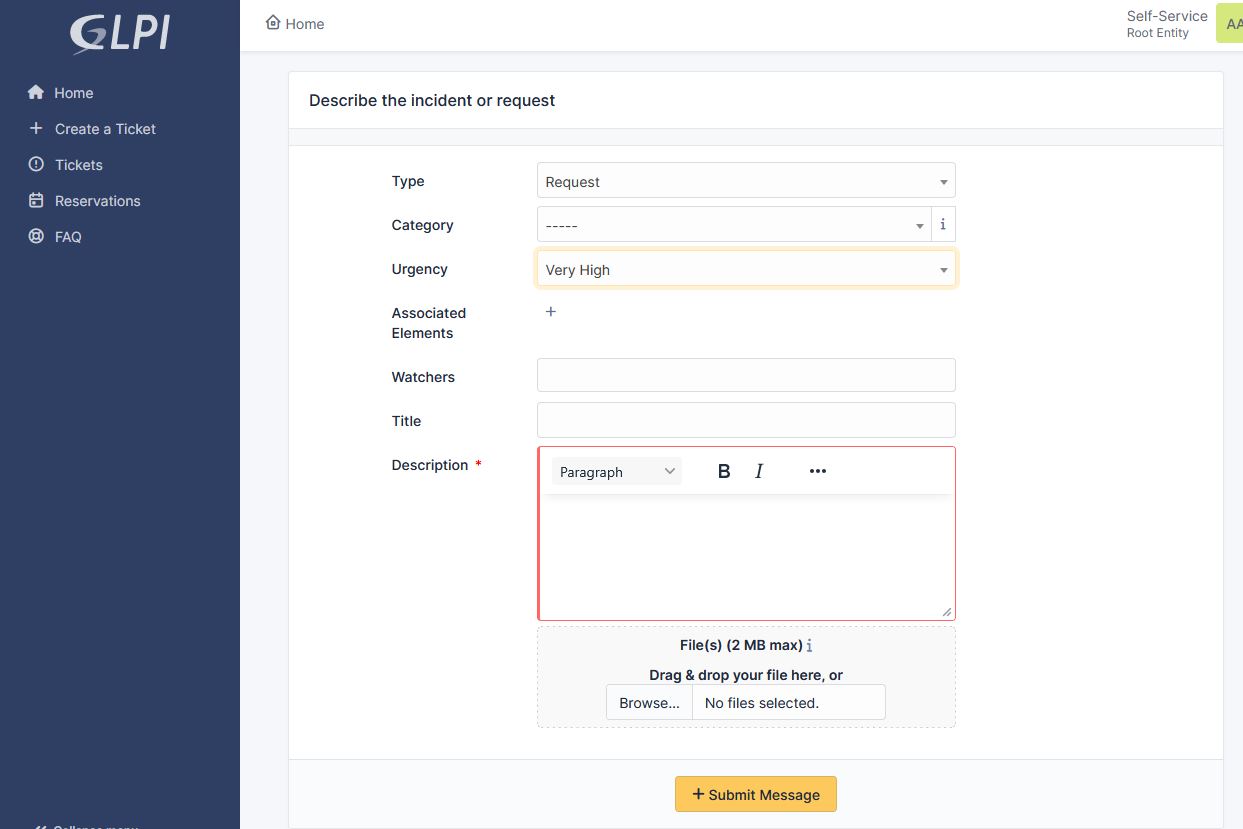 GLPI
Home
Self-Service
Root Entity
AA
Home
Create a Ticket
Tickets
Reservations
FAQ
Describe the incident or request
Type
Request
Category
-----
i
Urgency
Very High
Associated
Elements
+
Watchers
Title
Description *
Paragraph B I •••
File(s) (2 MB max) i
Drag & drop your file here, or
Browse... No files selected.
+ Submit Message
Collapse menu